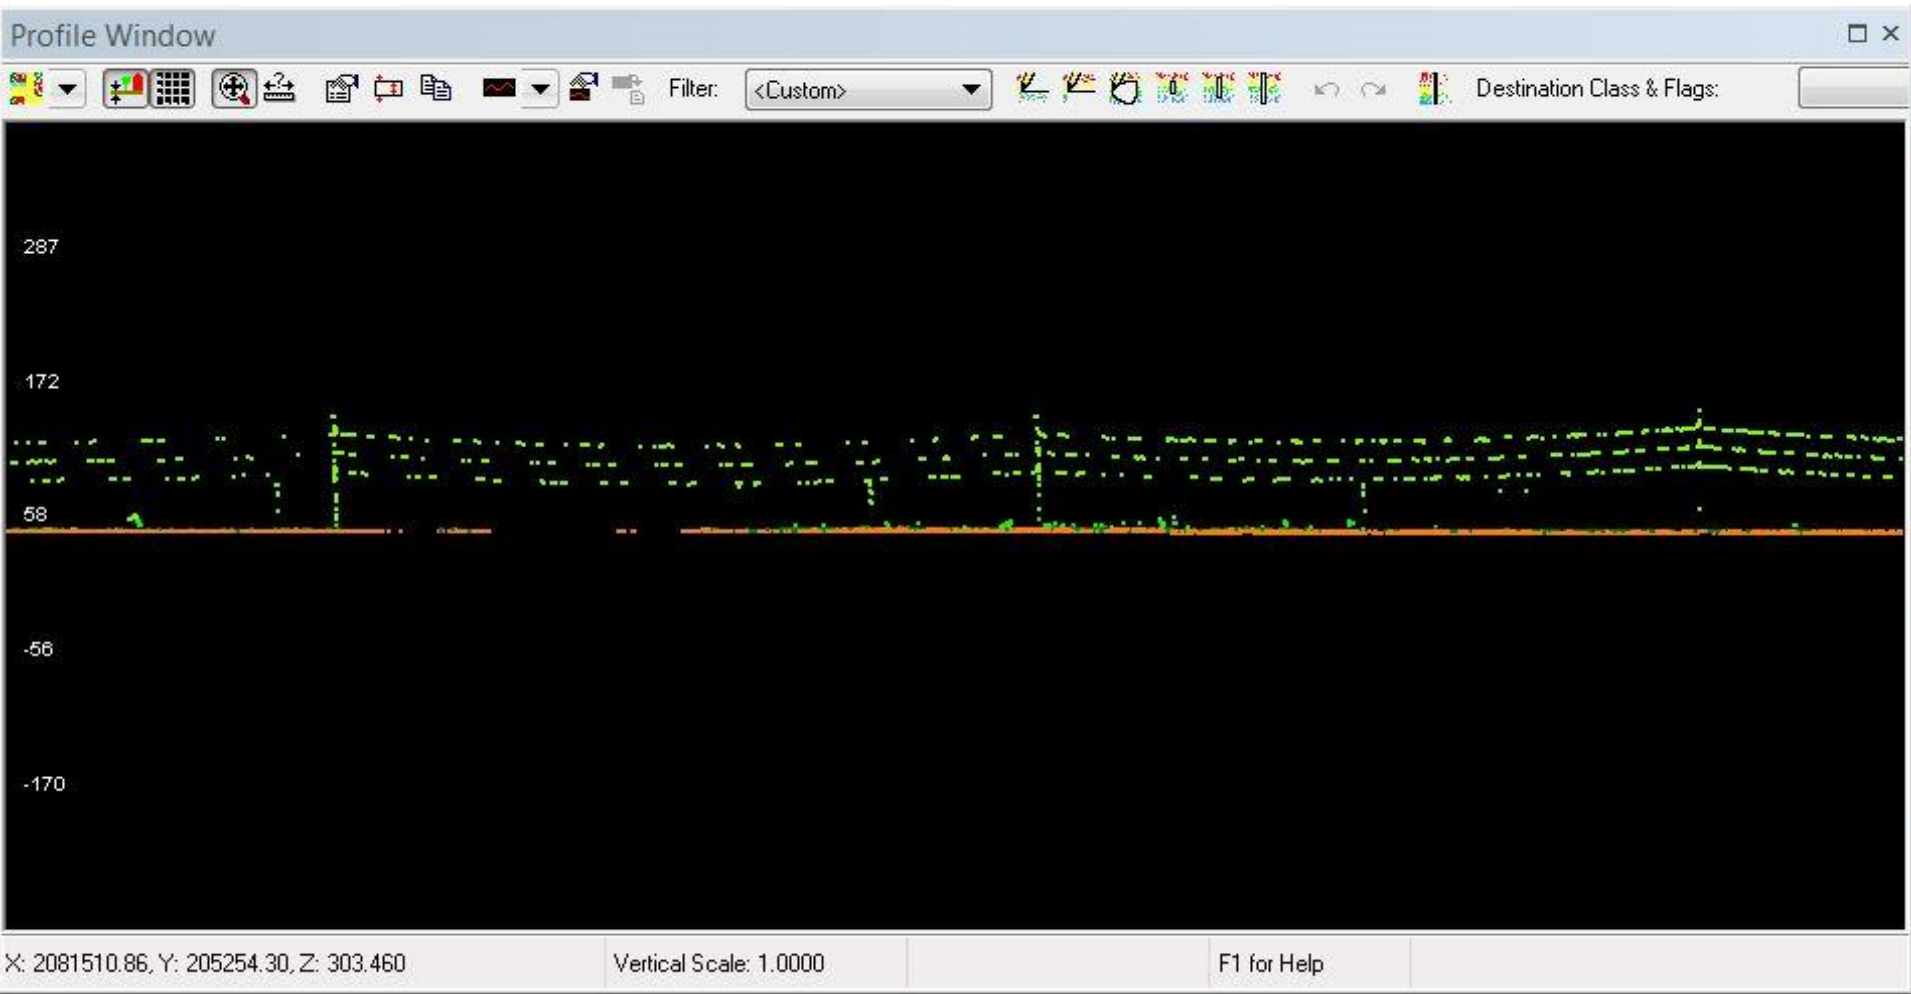 Profile Window
Filter: <Custom> Destination Class & Flags:
287
172
58
-56
-170
X: 2081510.86, Y: 205254.30, Z: 303.460 Vertical Scale: 1.0000 F1 for Help